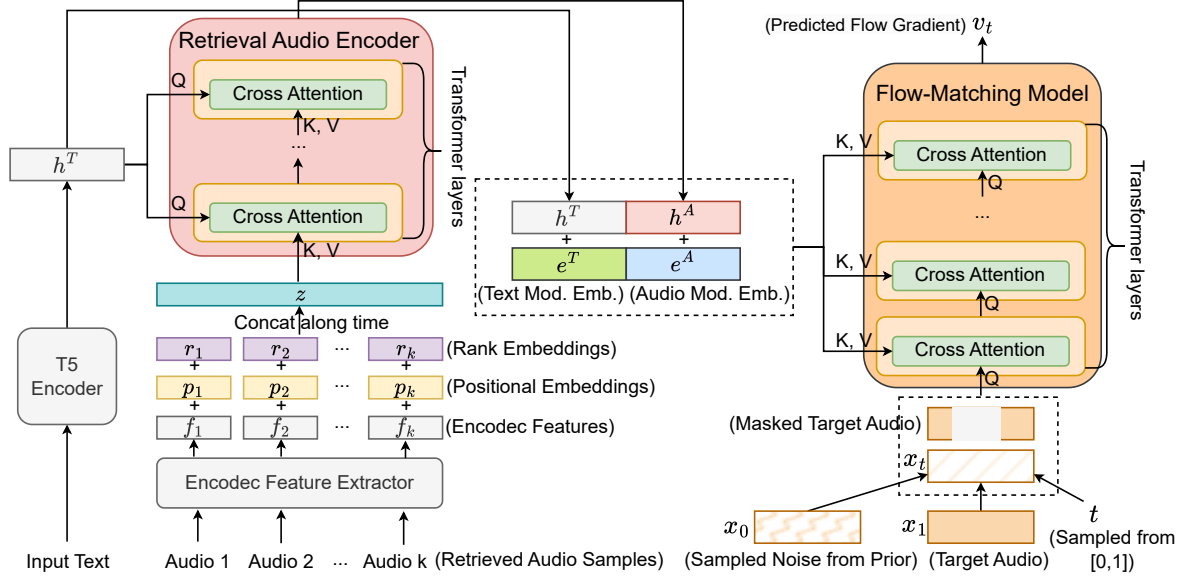 Retrieval Audio Encoder
Q
Cross Attention
K, V
...
Q
Cross Attention
K, V
Transformer layers
h^T
z
Concat along time
r_1 r_2 ... r_k (Rank Embeddings)
+ + +
p_1 p_2 ... p_k (Positional Embeddings)
+ + +
f_1 f_2 ... f_k (Encodec Features)
Encodec Feature Extractor
T5
Encoder
Input Text
Audio 1 Audio 2 ... Audio k (Retrieved Audio Samples)
h^T h^A
+ +
e^T e^A
(Text Mod. Emb.) (Audio Mod. Emb.)
(Predicted Flow Gradient) v_t
Flow-Matching Model
K, V
Cross Attention
Q
...
K, V
Cross Attention
Q
K, V
Cross Attention
Q
Transformer layers
(Masked Target Audio)
x_t
x_0
(Sampled Noise from Prior)
x_1
(Target Audio)
t
(Sampled from
[0,1])